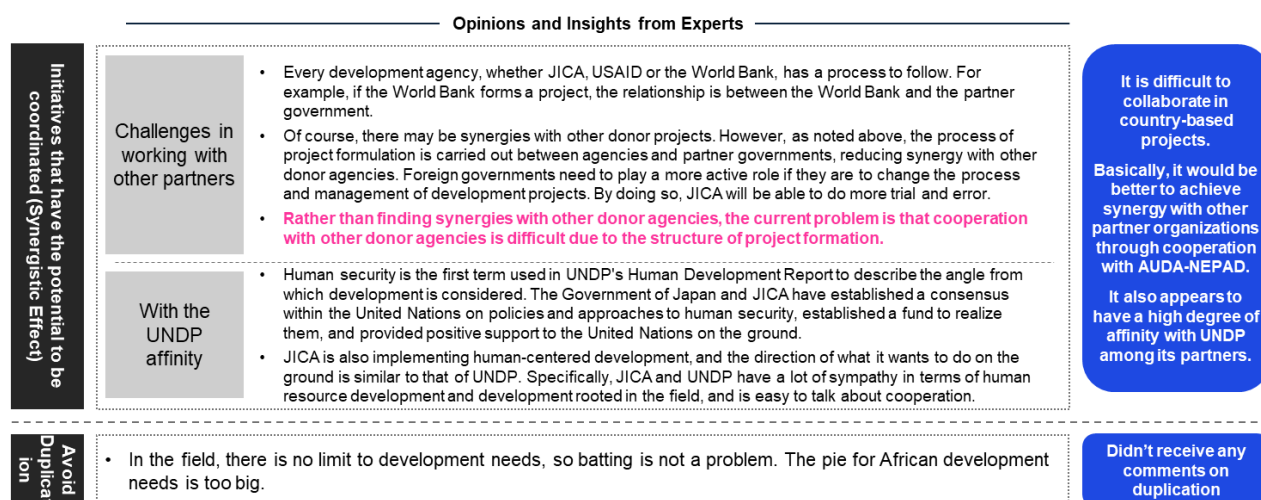 Opinions and Insights from Experts
Initiatives that have the potential to be
coordinated (Synergistic Effect)
Challenges in
working with
other partners
• Every development agency, whether JICA, USAID or the World Bank, has a process to follow. For
example, if the World Bank forms a project, the relationship is between the World Bank and the partner
government.
• Of course, there may be synergies with other donor projects. However, as noted above, the process of
project formulation is carried out between agencies and partner governments, reducing synergy with other
donor agencies. Foreign governments need to play a more active role if they are to change the process
and management of development projects. By doing so, JICA will be able to do more trial and error.
• Rather than finding synergies with other donor agencies, the current problem is that cooperation
with other donor agencies is difficult due to the structure of project formation.
With the
UNDP
affinity
• Human security is the first term used in UNDP's Human Development Report to describe the angle from
which development is considered. The Government of Japan and JICA have established a consensus
within the United Nations on policies and approaches to human security, established a fund to realize
them, and provided positive support to the United Nations on the ground.
• JICA is also implementing human-centered development, and the direction of what it wants to do on the
ground is similar to that of UNDP. Specifically, JICA and UNDP have a lot of sympathy in terms of human
resource development and development rooted in the field, and is easy to talk about cooperation.
It is difficult to
collaborate in
country-based
projects.
Basically, it would be
better to achieve
synergy with other
partner organizations
through cooperation
with AUDA-NEPAD.
It also appears to
have a high degree of
affinity with UNDP
among its partners.
Avoid
Duplicat
ion
• In the field, there is no limit to development needs, so batting is not a problem. The pie for African development
needs is too big.
Didn't receive any
comments on
duplication